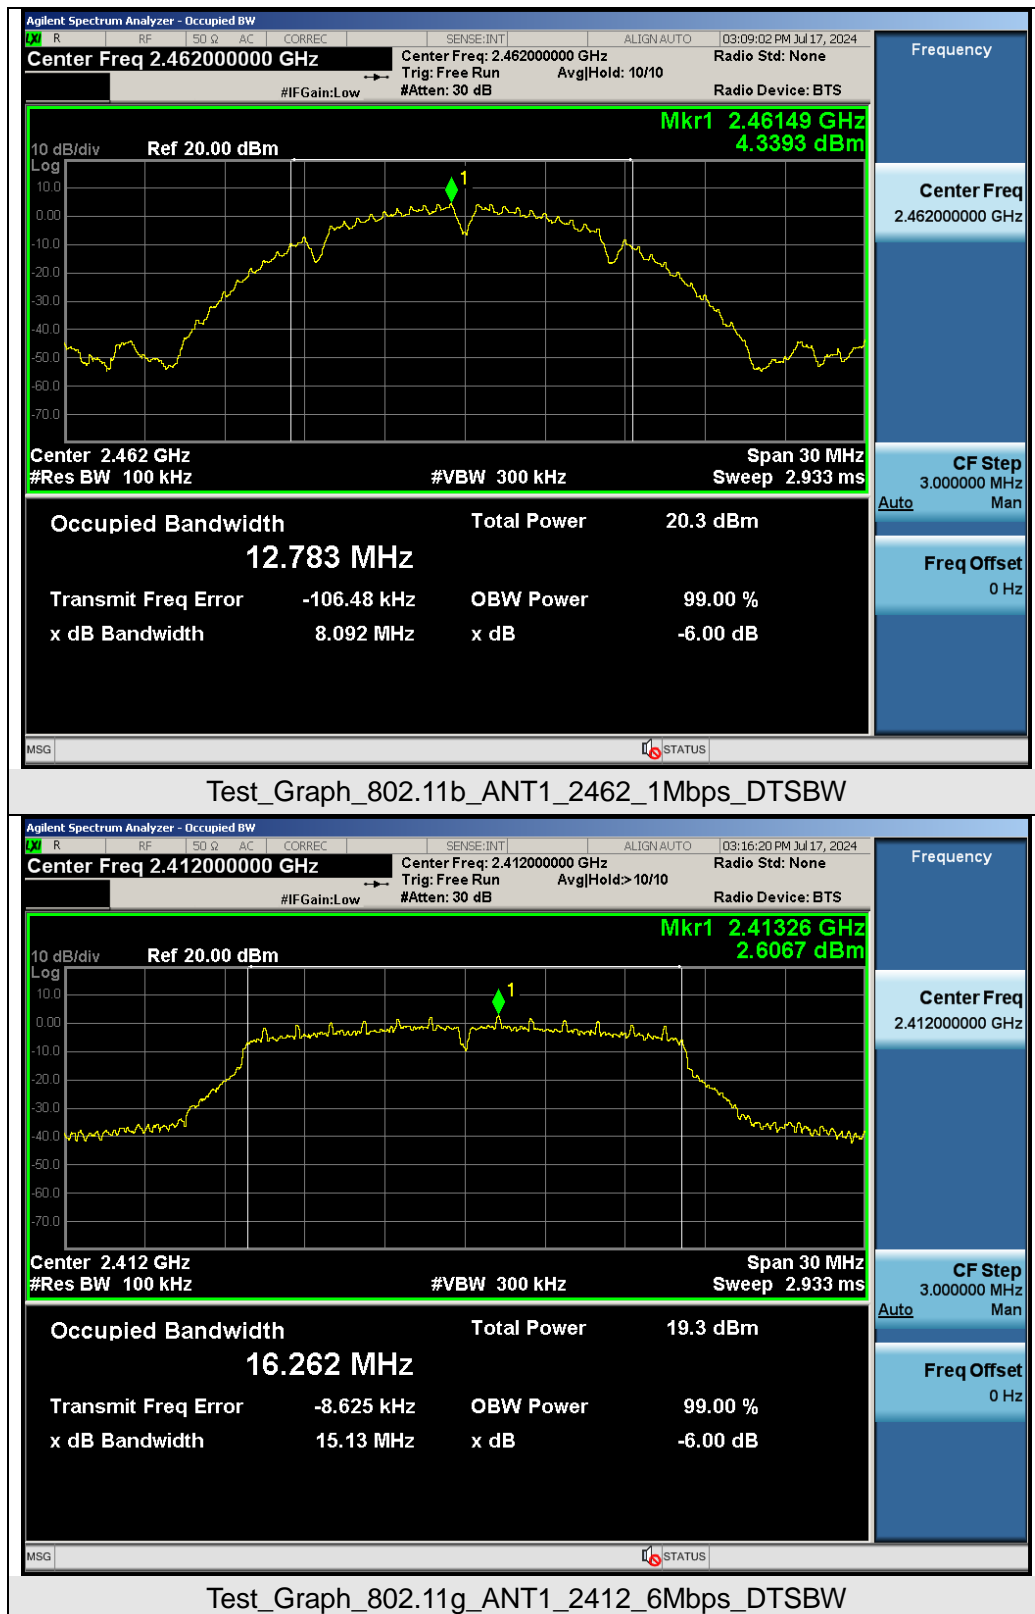 Agilent Spectrum Analyzer - Occupied BW
LXI R RF 50 Ω AC CORREC SENSE:INT ALIGN AUTO 03:09:02 PM Jul 17, 2024
Center Freq 2.462000000 GHz Center Freq: 2.462000000 GHz Radio Std: None Frequency
Trig: Free Run Avg|Hold: 10/10
#IFGain:Low #Atten: 30 dB Radio Device: BTS
Mkr1 2.46149 GHz
10 dB/div Ref 20.00 dBm 4.3393 dBm
Log
10.0
0.00
-10.0
-20.0
-30.0
-40.0
-50.0
-60.0
-70.0
1
Center 2.462 GHz Span 30 MHz
#Res BW 100 kHz #VBW 300 kHz Sweep 2.933 ms
Center Freq
2.462000000 GHz
CF Step
3.000000 MHz
Auto Man
Freq Offset
0 Hz
Occupied Bandwidth Total Power 20.3 dBm
12.783 MHz
Transmit Freq Error -106.48 kHz OBW Power 99.00 %
x dB Bandwidth 8.092 MHz x dB -6.00 dB
MSG STATUS
Test_Graph_802.11b_ANT1_2462_1Mbps_DTSBW
Agilent Spectrum Analyzer - Occupied BW
LXI R RF 50 Ω AC CORREC SENSE:INT ALIGN AUTO 03:16:20 PM Jul 17, 2024
Center Freq 2.412000000 GHz Center Freq: 2.412000000 GHz Radio Std: None Frequency
Trig: Free Run Avg|Hold:> 10/10
#IFGain:Low #Atten: 30 dB Radio Device: BTS
Mkr1 2.41326 GHz
10 dB/div Ref 20.00 dBm 2.6067 dBm
Log
10.0
0.00
-10.0
-20.0
-30.0
-40.0
-50.0
-60.0
-70.0
1
Center 2.412 GHz Span 30 MHz
#Res BW 100 kHz #VBW 300 kHz Sweep 2.933 ms
Center Freq
2.412000000 GHz
CF Step
3.000000 MHz
Auto Man
Freq Offset
0 Hz
Occupied Bandwidth Total Power 19.3 dBm
16.262 MHz
Transmit Freq Error -8.625 kHz OBW Power 99.00 %
x dB Bandwidth 15.13 MHz x dB -6.00 dB
MSG STATUS
Test_Graph_802.11g_ANT1_2412_6Mbps_DTSBW